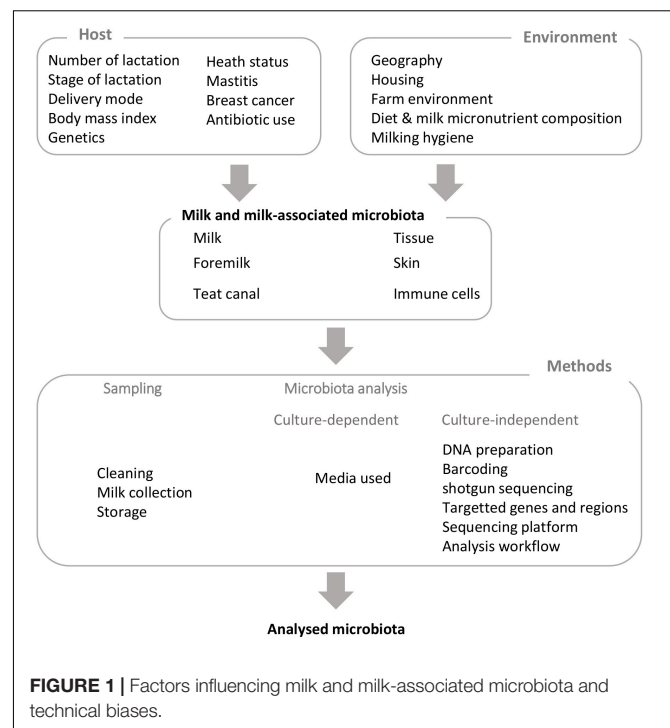 Host
Number of lactation
Stage of lactation
Delivery mode
Body mass index
Genetics
Heath status
Mastitis
Breast cancer
Antibiotic use
Environment
Geography
Housing
Farm environment
Diet & milk micronutrient composition
Milking hygiene
Milk and milk-associated microbiota
Milk
Foremilk
Teat canal
Tissue
Skin
Immune cells
Methods
Sampling
Cleaning
Milk collection
Storage
Microbiota analysis
Culture-dependent
Media used
Culture-independent
DNA preparation
Barcoding
shotgun sequencing
Targetted genes and regions
Sequencing platform
Analysis workflow
Analysed microbiota
FIGURE 1 | Factors influencing milk and milk-associated microbiota and
technical biases.